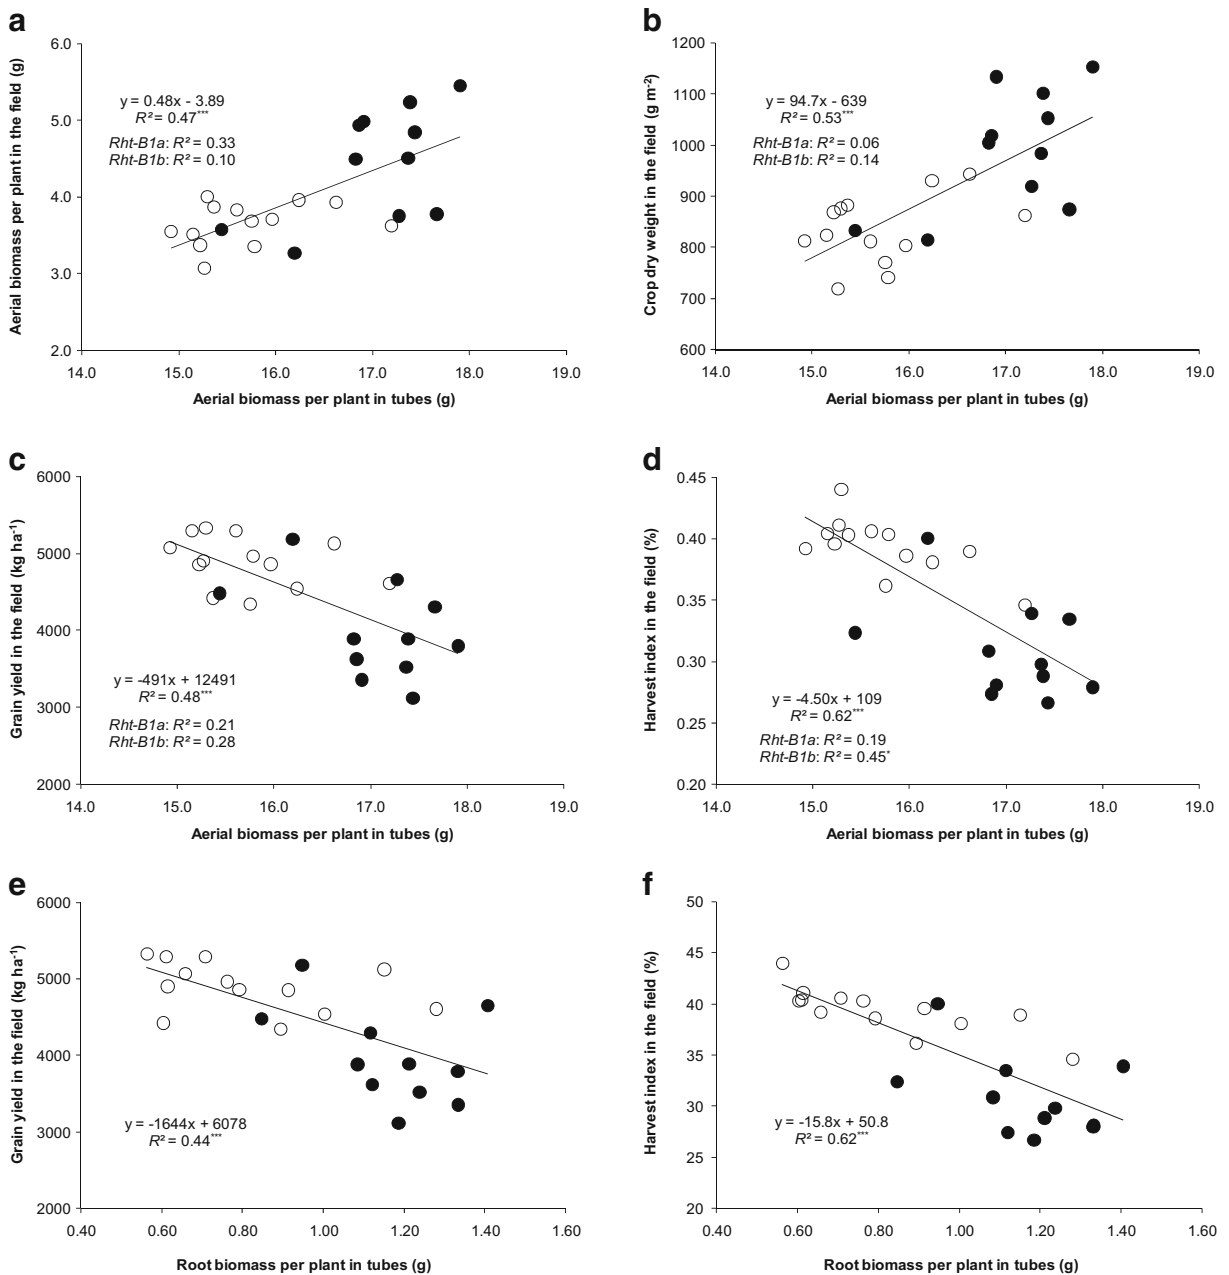 a
Aerial biomass per plant in the field (g)
6.0
5.0
4.0
3.0
2.0
y = 0.48x - 3.89
R² = 0.47***
Rht-B1a: R² = 0.33
Rht-B1b: R² = 0.10
14.0 15.0 16.0 17.0 18.0 19.0
Aerial biomass per plant in tubes (g)
b
Crop dry weight in the field (g m-2)
1200
1100
1000
900
800
700
600
y = 94.7x - 639
R² = 0.53***
Rht-B1a: R² = 0.06
Rht-B1b: R² = 0.14
14.0 15.0 16.0 17.0 18.0 19.0
Aerial biomass per plant in tubes (g)
c
Grain yield in the field (kg ha-1)
6000
5000
4000
3000
2000
y = -491x + 12491
R² = 0.48***
Rht-B1a: R² = 0.21
Rht-B1b: R² = 0.28
14.0 15.0 16.0 17.0 18.0 19.0
Aerial biomass per plant in tubes (g)
d
Harvest index in the field (%)
0.45
0.40
0.35
0.30
0.25
0.20
y = -4.50x + 109
R² = 0.62***
Rht-B1a: R² = 0.19
Rht-B1b: R² = 0.45*
14.0 15.0 16.0 17.0 18.0 19.0
Aerial biomass per plant in tubes (g)
e
Grain yield in the field (kg ha-1)
6000
5000
4000
3000
2000
y = -1644x + 6078
R² = 0.44***
0.40 0.60 0.80 1.00 1.20 1.40 1.60
Root biomass per plant in tubes (g)
f
Harvest index in the field (%)
50
45
40
35
30
25
20
y = -15.8x + 50.8
R² = 0.62***
0.40 0.60 0.80 1.00 1.20 1.40 1.60
Root biomass per plant in tubes (g)